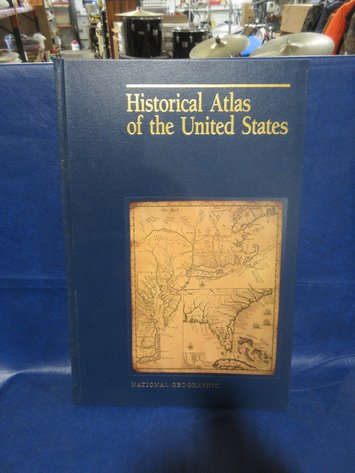 Historical Atlas
of the United States
NATIONAL GEOGRAPHIC